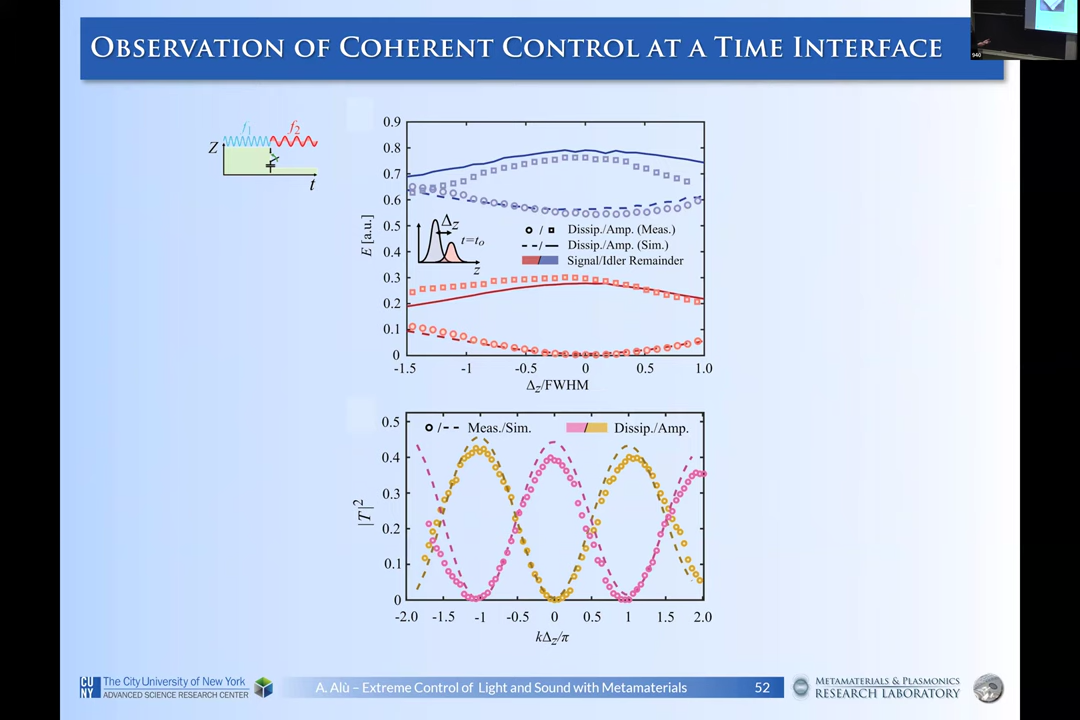 OBSERVATION OF COHERENT CONTROL AT A TIME INTERFACE
940
f1 f2
Z
t
0.9
0.8
0.7
0.6
0.5
0.4
0.3
0.2
0.1
0
E [a.u.]
Δz
t=to
z
/ Dissip./Amp. (Meas.)
/ Dissip./Amp. (Sim.)
/ Signal/Idler Remainder
-1.5 -1 -0.5 0 0.5 1.0
Δz/FWHM
0.5
0.4
0.3
0.2
0.1
0
|T|²
/ Meas./Sim. / Dissip./Amp.
-2.0 -1.5 -1 -0.5 0 0.5 1 1.5 2.0
kΔz/π
CUNY The City University of New York
ADVANCED SCIENCE RESEARCH CENTER
A. Alù – Extreme Control of Light and Sound with Metamaterials 52
METAMATERIALS & PLASMONICS
RESEARCH LABORATORY